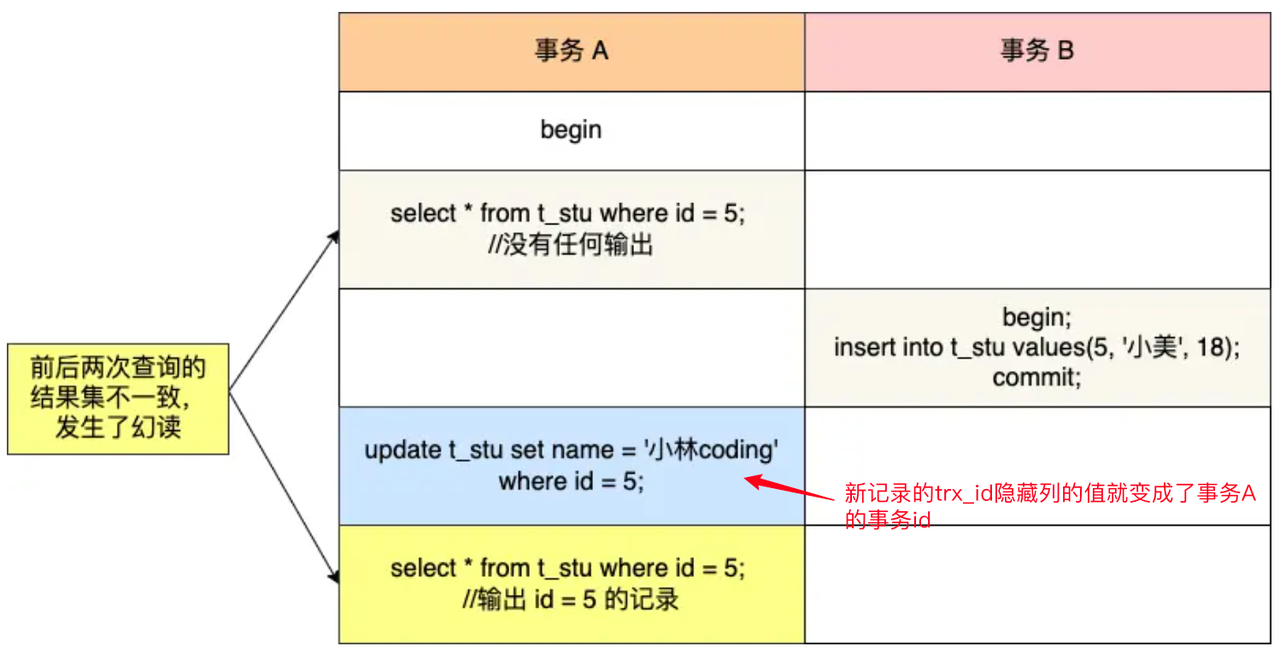 事务 A
事务 B
begin
select * from t_stu where id = 5;
//没有任何输出
begin;
insert into t_stu values(5, '小美', 18);
commit;
前后两次查询的
结果集不一致，
发生了幻读
update t_stu set name = '小林coding'
where id = 5;
新记录的trx_id隐藏列的值就变成了事务A
的事务id
select * from t_stu where id = 5;
//输出 id = 5 的记录